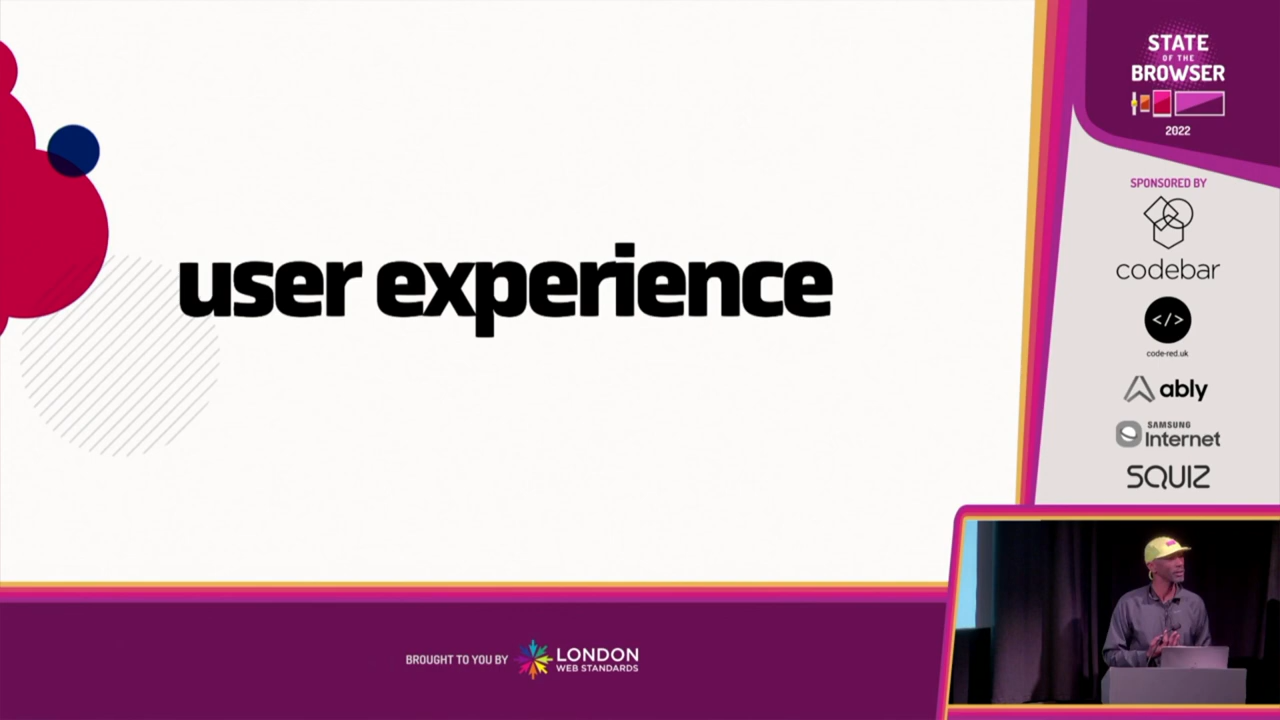 user experience
STATE
OF THE
BROWSER
2022
SPONSORED BY
codebar
</>
code-red.uk
ably
SAMSUNG
Internet
SQUIZ
BROUGHT TO YOU BY
LONDON
WEB STANDARDS